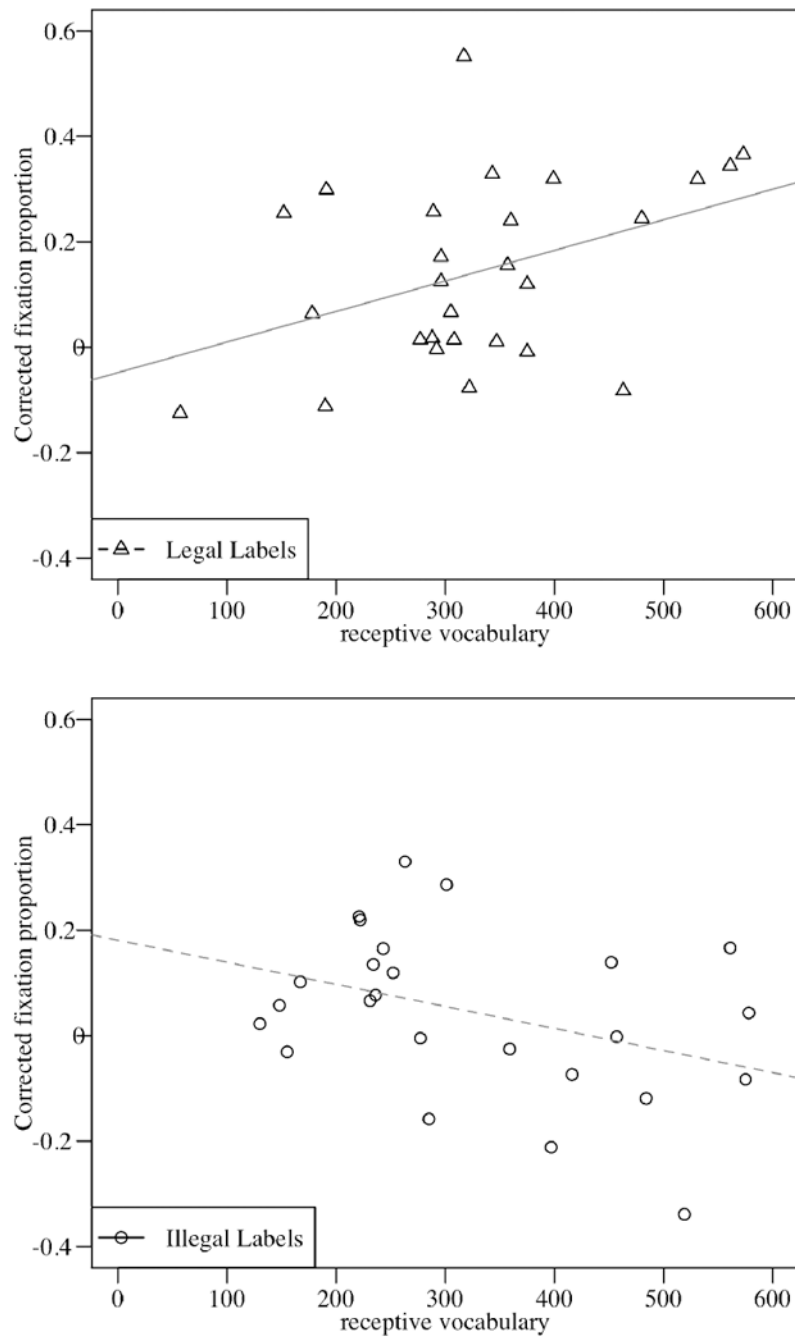 0.6
0.4
0.2
0
-0.2
-0.4
Corrected fixation proportion
Legal Labels
0 100 200 300 400 500 600
receptive vocabulary
0.6
0.4
0.2
0
-0.2
-0.4
Corrected fixation proportion
Illegal Labels
0 100 200 300 400 500 600
receptive vocabulary